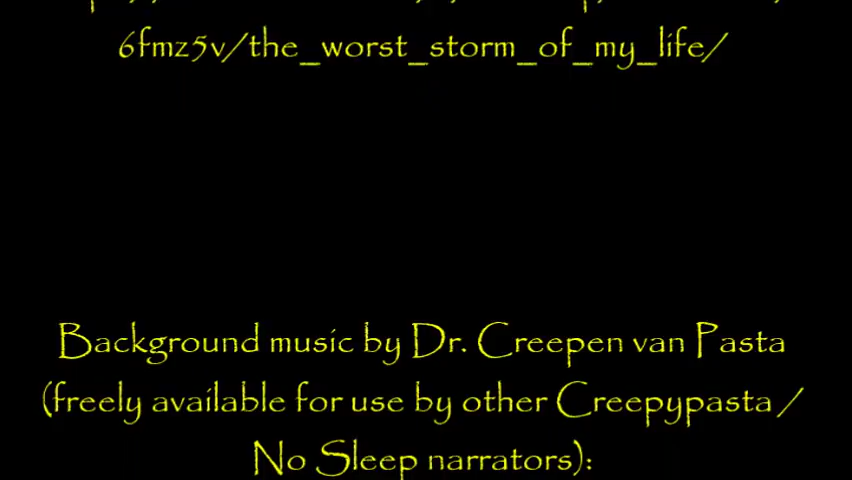 6fmz5v/the_worst_storm_of_my_life/
Background music by Dr. Creepen van Pasta
(freely available for use by other Creepypasta /
No Sleep narrators):